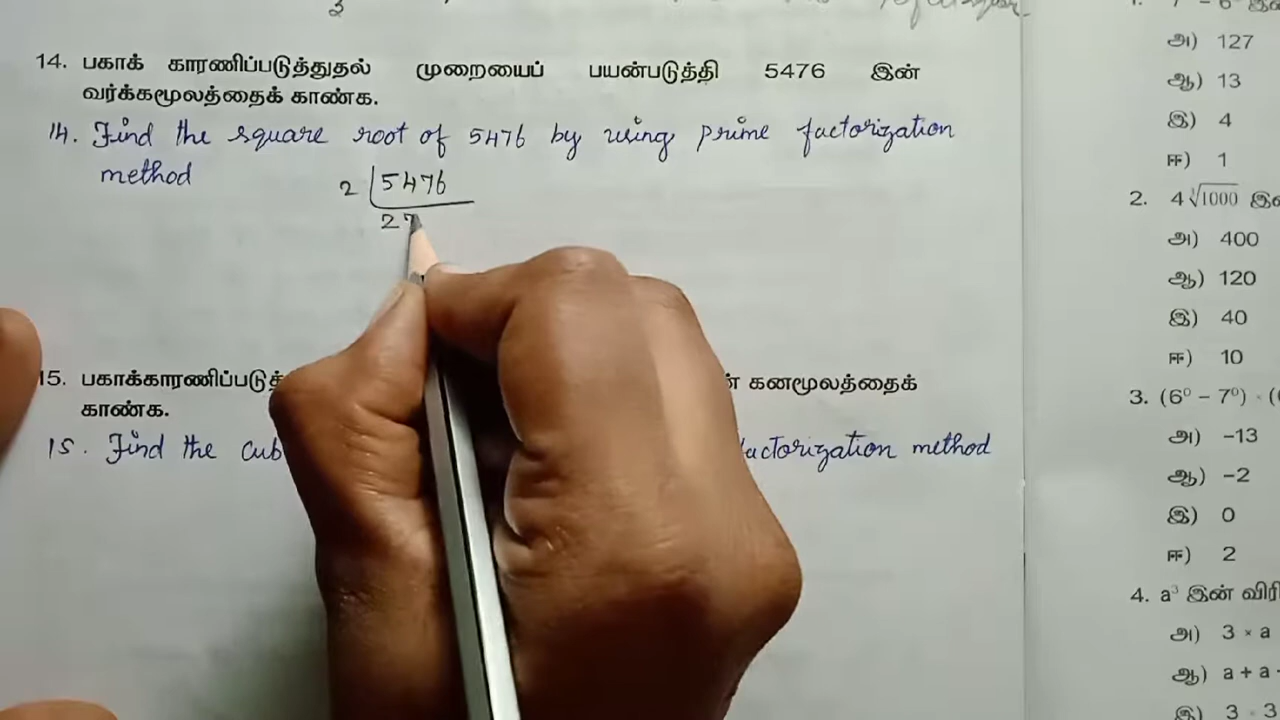 14. பகாக் காரணிப்படுத்துதல் முறையைப் பயன்படுத்தி 5476 இன்
வர்க்கமூலத்தைக் காண்க.
14. Find the square root of 5476 by using prime factorization
method
2 5476
27
15. பகாக்காரணிப்படுத் கனமூலத்தைக்
காண்க.
15. Find the method
அ) 127
ஆ) 13
இ) 4
ஈ) 1
2. 4∛1000
அ) 400
ஆ) 120
இ) 40
ஈ) 10
3. (6⁰ – 7⁰)
அ) –13
ஆ) –2
இ) 0
ஈ) 2
4. a³ இன்
அ) 3 × a
ஆ) a + a
இ) 3